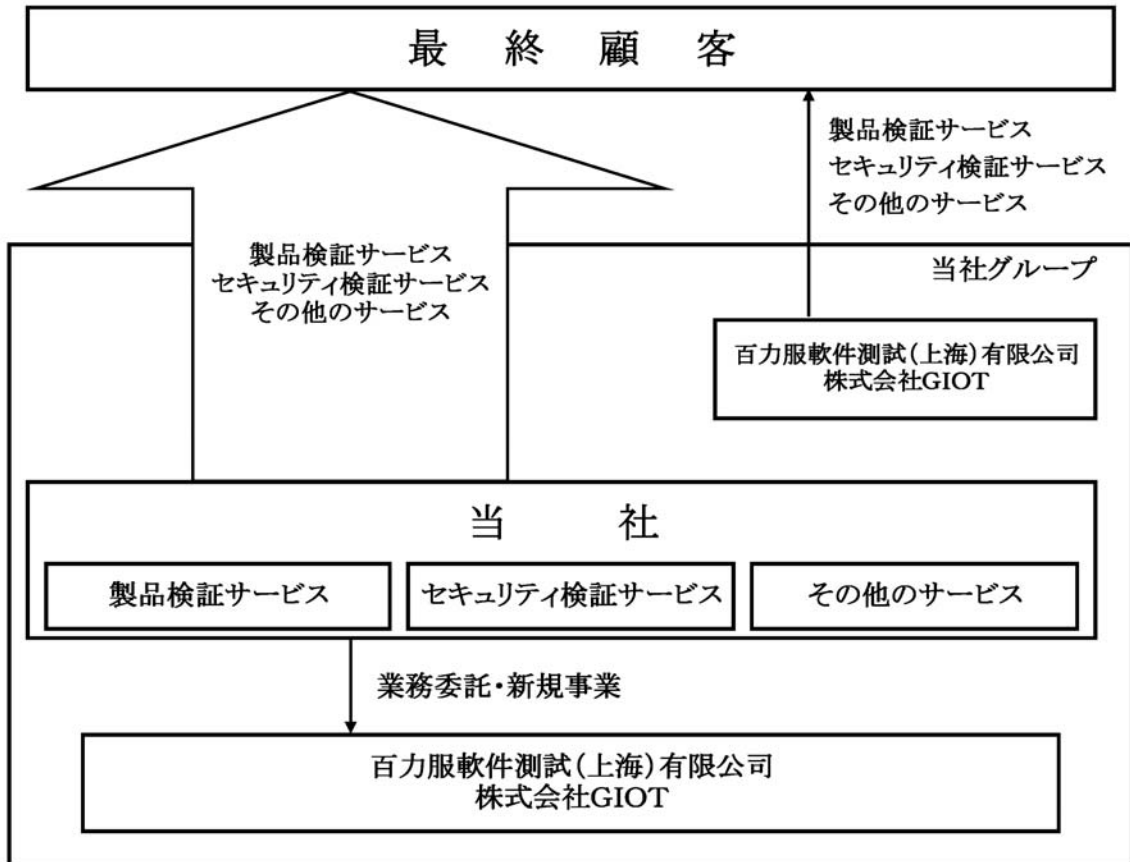 最終顧客
製品検証サービス
セキュリティ検証サービス
その他のサービス
製品検証サービス
セキュリティ検証サービス
その他のサービス
当社グループ
百力服軟件測試(上海)有限公司
株式会社GIOT
当社
製品検証サービス
セキュリティ検証サービス
その他のサービス
業務委託・新規事業
百力服軟件測試(上海)有限公司
株式会社GIOT